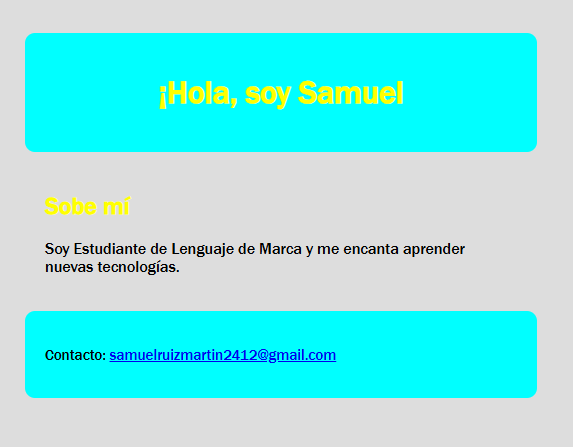 ¡Hola, soy Samuel
Sobe mí
Soy Estudiante de Lenguaje de Marca y me encanta aprender
nuevas tecnologías.
Contacto: samuelruizmartin2412@gmail.com